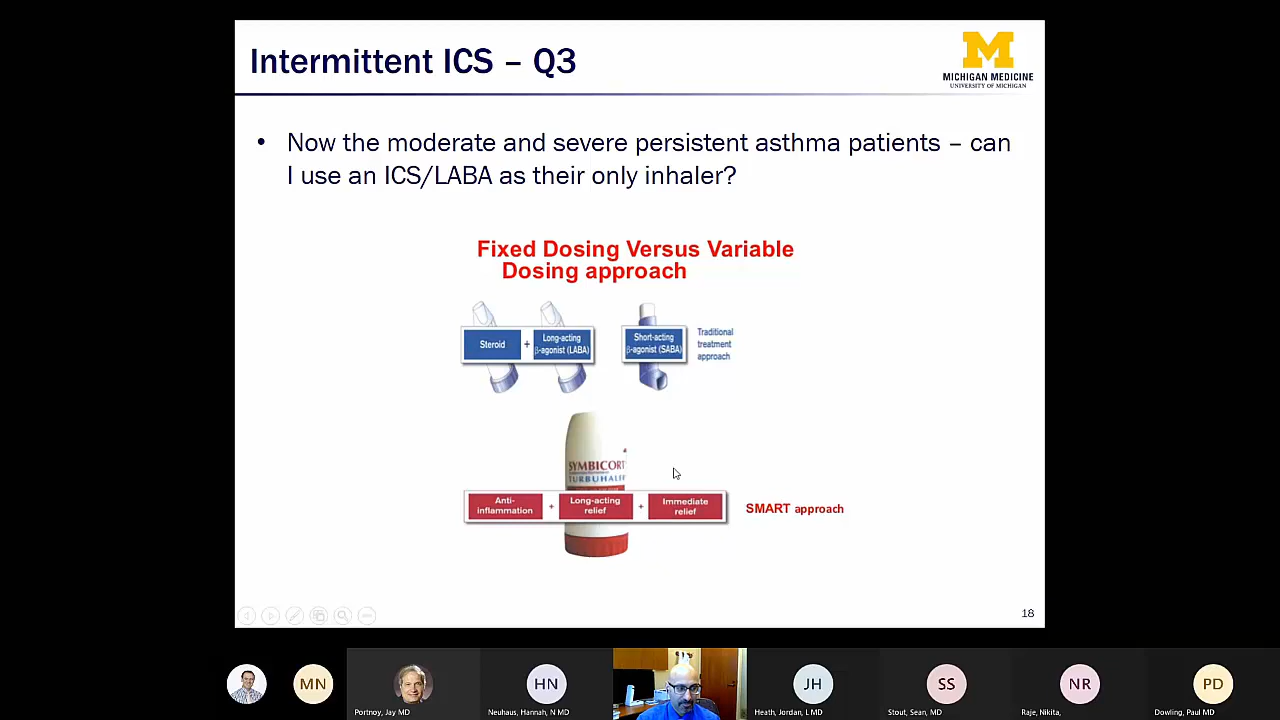 Intermittent ICS – Q3
MICHIGAN MEDICINE
UNIVERSITY OF MICHIGAN
• Now the moderate and severe persistent asthma patients – can
I use an ICS/LABA as their only inhaler?
Fixed Dosing Versus Variable
Dosing approach
Steroid + Long-acting
β-agonist (LABA)
Short-acting
β-agonist (SABA)
Traditional
treatment
approach
SYMBICORT
TURBUHALER
Anti-
inflammation + Long-acting
relief + Immediate
relief
SMART approach
18
MN
HN
JH
SS
NR
PD
Portnoy, Jay MD
Neuhaus, Hannah, N MD
Heath, Jordan, L MD
Stout, Sean, MD
Raje, Nikita,
Dowling, Paul MD